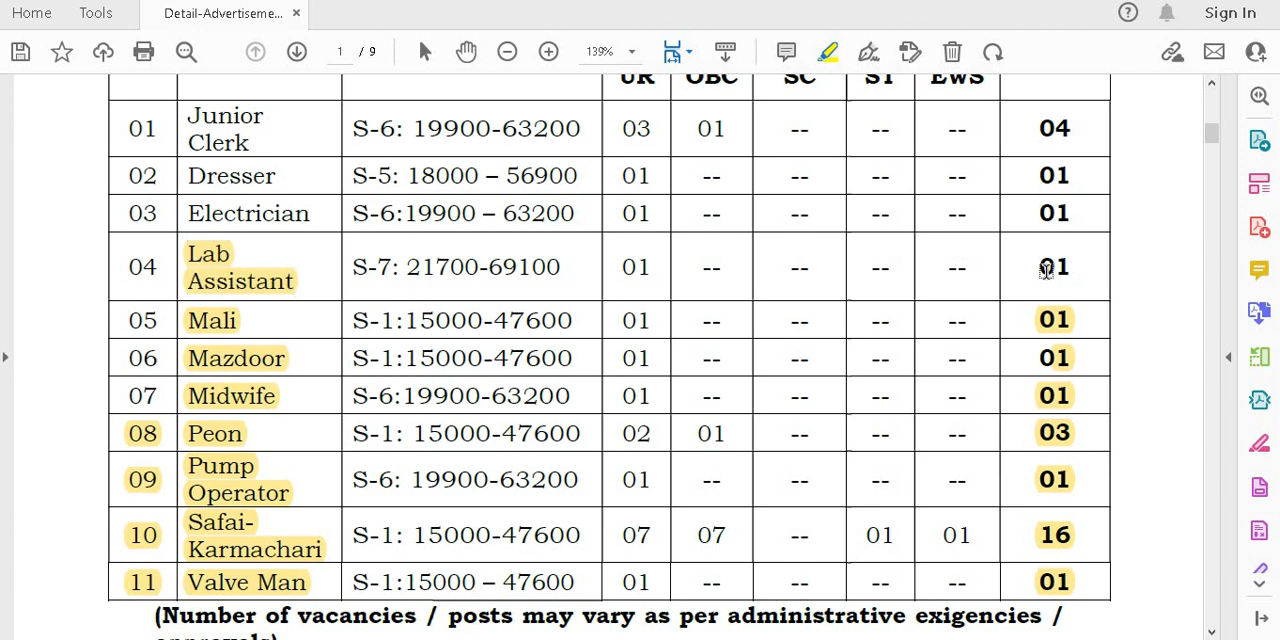 Home Tools Detail-Advertiseme... × Sign In
1 / 9 139%
UR OBC SC ST EWS
01 Junior Clerk S-6: 19900-63200 03 01 -- -- -- 04
02 Dresser S-5: 18000 – 56900 01 -- -- -- -- 01
03 Electrician S-6:19900 – 63200 01 -- -- -- -- 01
04 Lab Assistant S-7: 21700-69100 01 -- -- -- -- 01
05 Mali S-1:15000-47600 01 -- -- -- -- 01
06 Mazdoor S-1:15000-47600 01 -- -- -- -- 01
07 Midwife S-6:19900-63200 01 -- -- -- -- 01
08 Peon S-1: 15000-47600 02 01 -- -- -- 03
09 Pump Operator S-6: 19900-63200 01 -- -- -- -- 01
10 Safai-Karmachari S-1: 15000-47600 07 07 -- 01 01 16
11 Valve Man S-1:15000 – 47600 01 -- -- -- -- 01
(Number of vacancies / posts may vary as per administrative exigencies /
approvals)